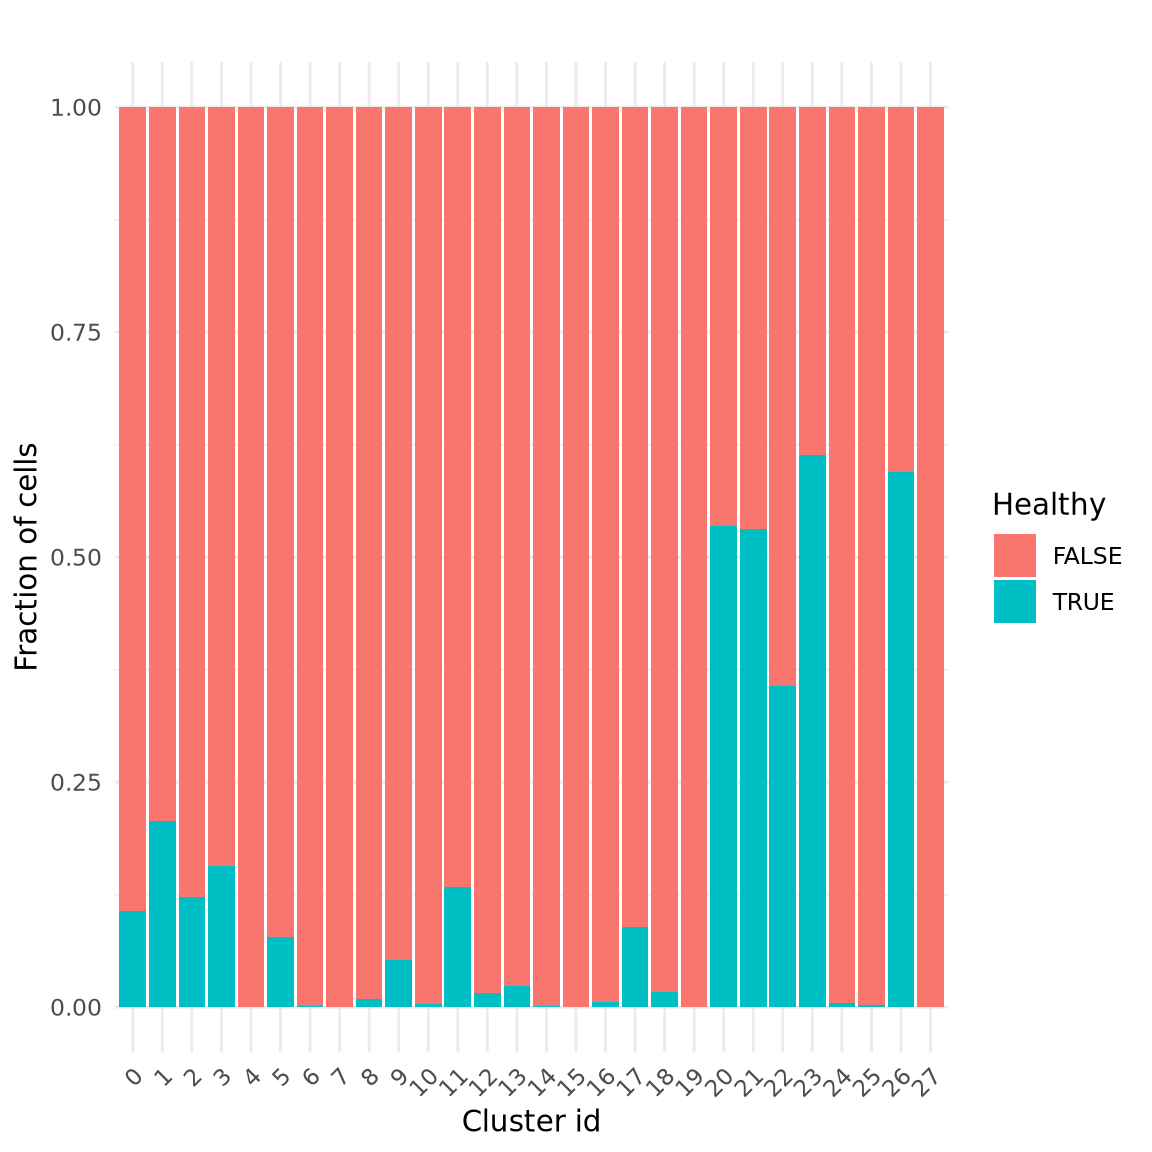 1.00
0.75
0.50
0.25
0.00
Fraction of cells
0 1 2 3 4 5 6 7 8 9 10 11 12 13 14 15 16 17 18 19 20 21 22 23 24 25 26 27
Cluster id
Healthy
FALSE
TRUE